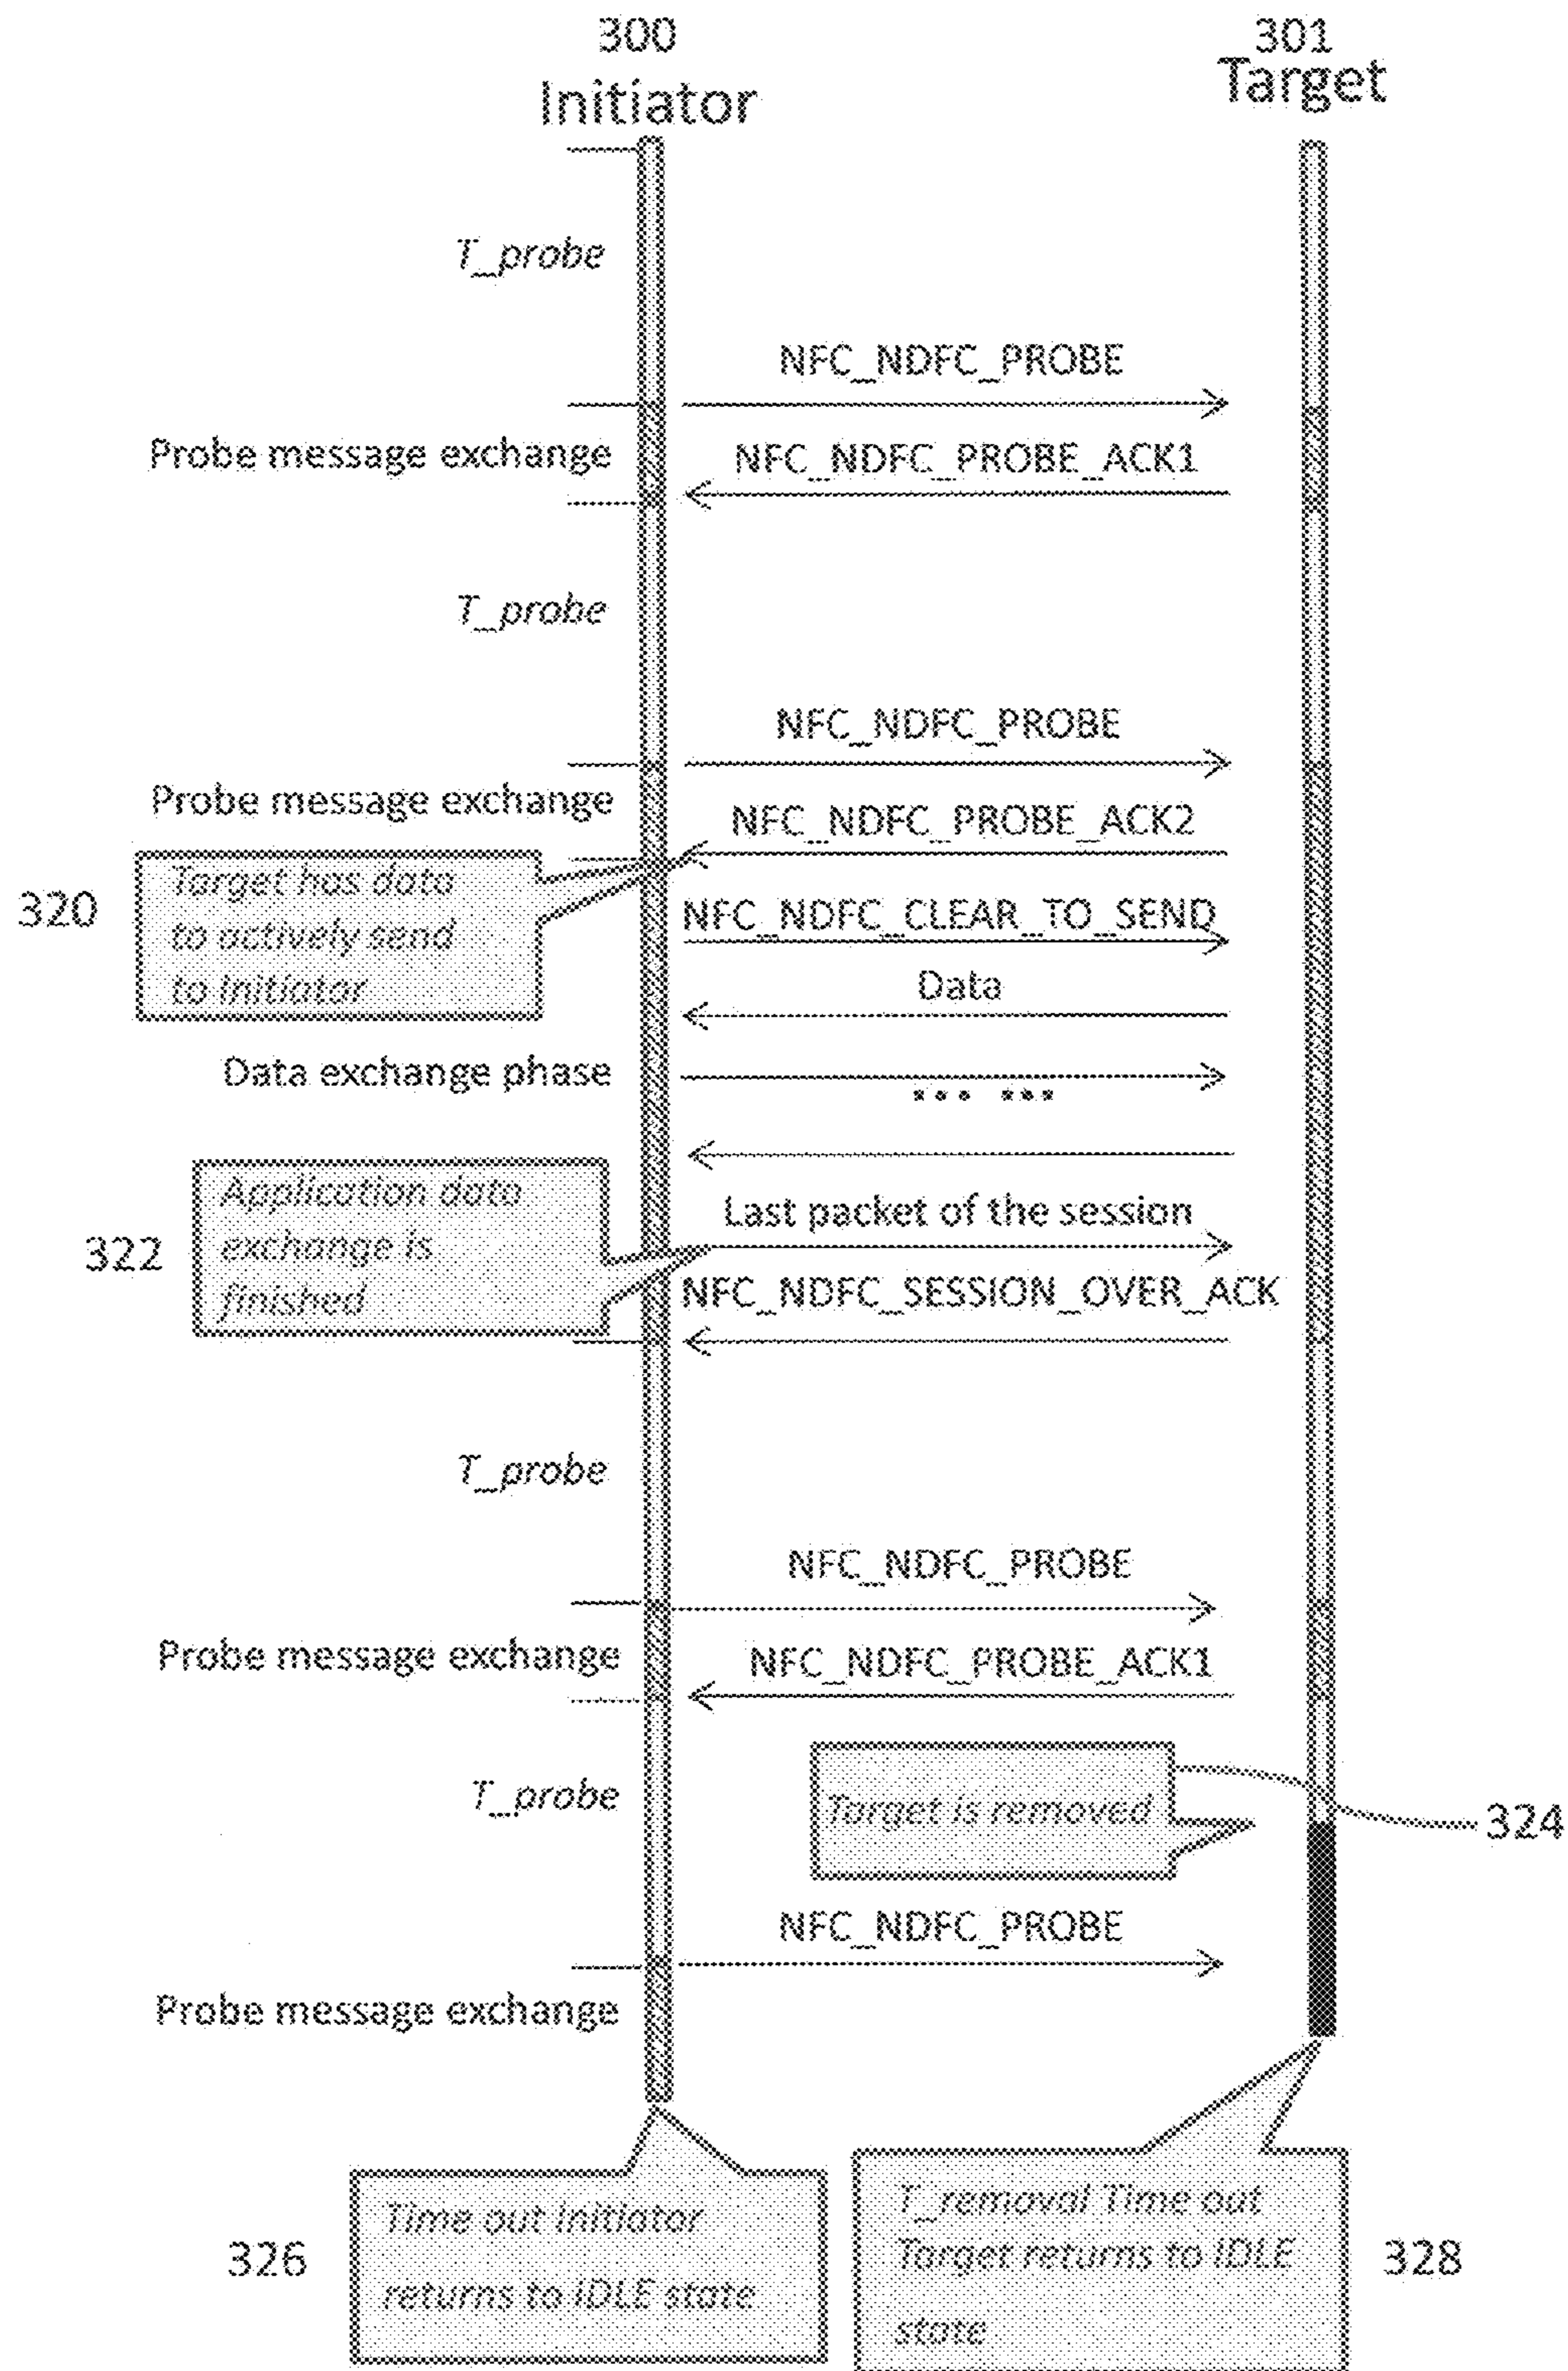 300
Initiator
301
Target
T_probe
NFC_NDFC_PROBE
Probe message exchange
NFC_NDFC_PROBE_ACK1
T_probe
NFC_NDFC_PROBE
Probe message exchange
NFC_NDFC_PROBE_ACK2
320
Target has data
to actively send
to Initiator
NFC_NDFC_CLEAR_TO_SEND
Data
Data exchange phase
... ...
322
Application data
exchange is
finished
Last packet of the session
NFC_NDFC_SESSION_OVER_ACK
T_probe
NFC_NDFC_PROBE
Probe message exchange
NFC_NDFC_PROBE_ACK1
T_probe
Target is removed
324
NFC_NDFC_PROBE
Probe message exchange
326
Time out Initiator
returns to IDLE state
T_removal Time out
Target returns to IDLE
state
328